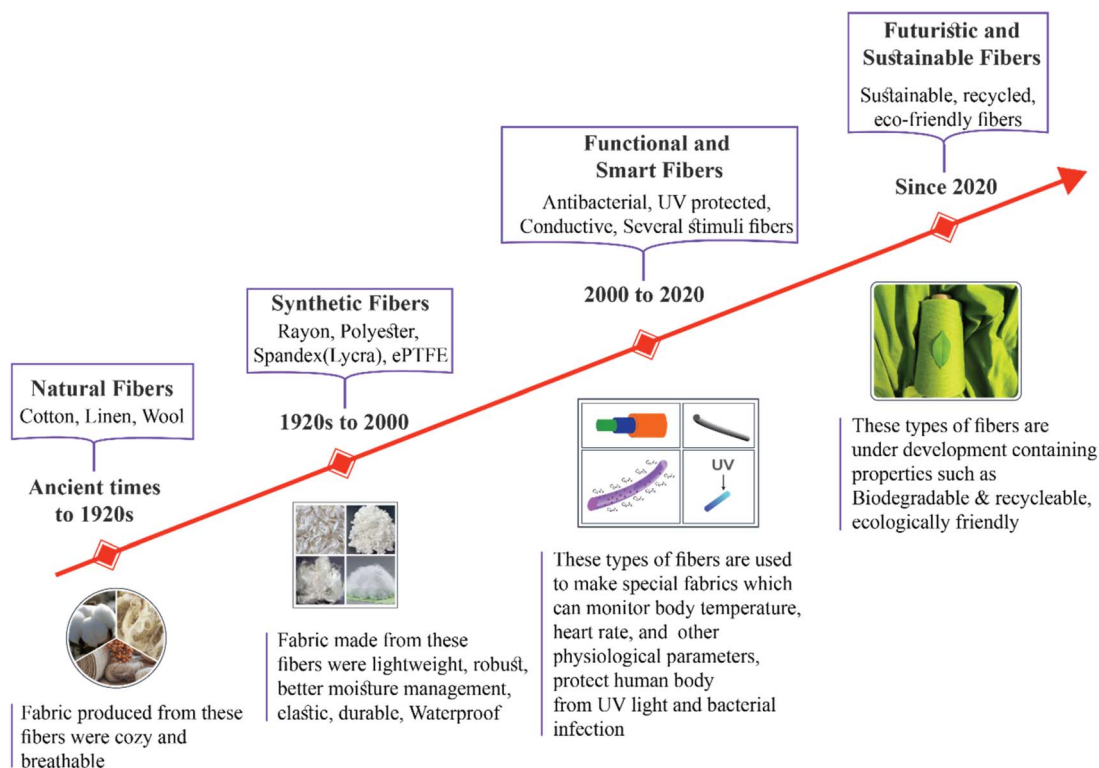 Natural Fibers
Cotton, Linen, Wool
Ancient times
to 1920s
Fabric produced from these
fibers were cozy and
breathable
Synthetic Fibers
Rayon, Polyester,
Spandex(Lycra), ePTFE
1920s to 2000
Fabric made from these
fibers were lightweight, robust,
better moisture management,
elastic, durable, Waterproof
Functional and
Smart Fibers
Antibacterial, UV protected,
Conductive, Several stimuli fibers
2000 to 2020
UV
These types of fibers are used
to make special fabrics which
can monitor body temperature,
heart rate, and other
physiological parameters,
protect human body
from UV light and bacterial
infection
Futuristic and
Sustainable Fibers
Sustainable, recycled,
eco-friendly fibers
Since 2020
These types of fibers are
under development containing
properties such as
Biodegradable & recycleable,
ecologically friendly